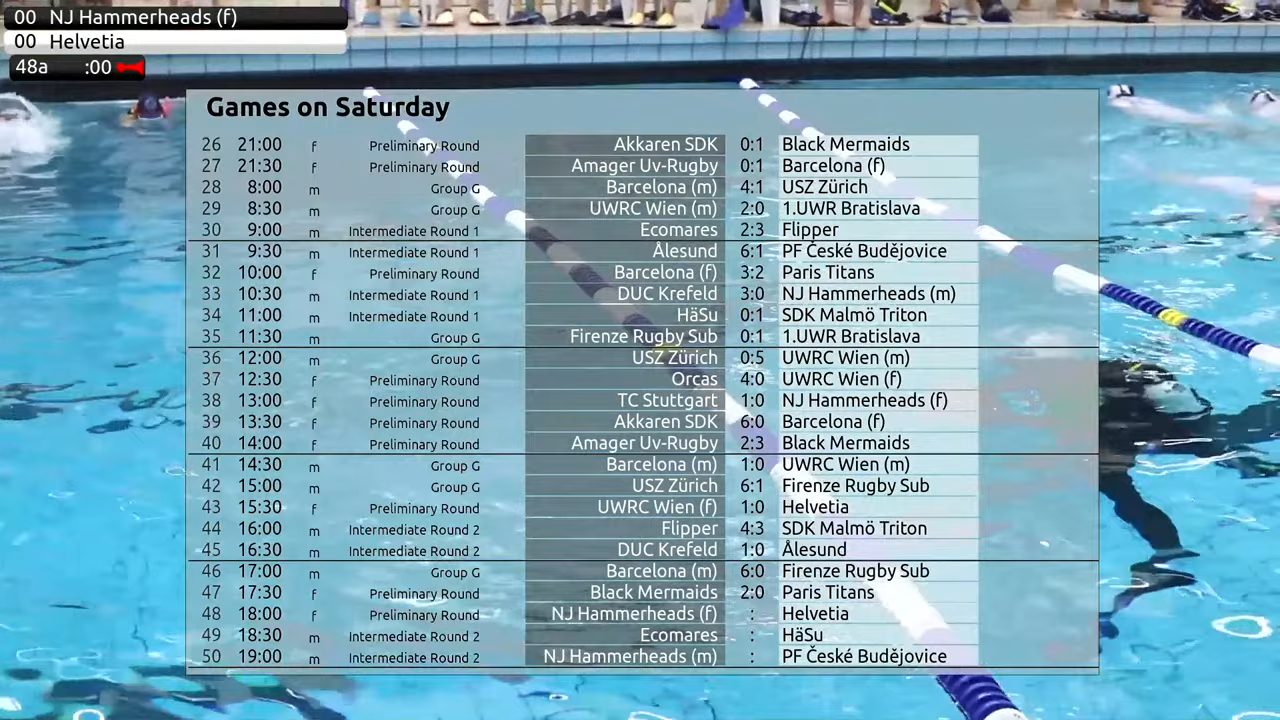 00 NJ Hammerheads (f)
00 Helvetia
48a :00
Games on Saturday
26 21:00 f Preliminary Round Akkaren SDK 0:1 Black Mermaids
27 21:30 f Preliminary Round Amager Uv-Rugby 0:1 Barcelona (f)
28 8:00 m Group G Barcelona (m) 4:1 USZ Zürich
29 8:30 m Group G UWRC Wien (m) 2:0 1.UWR Bratislava
30 9:00 m Intermediate Round 1 Ecomares 2:3 Flipper
31 9:30 m Intermediate Round 1 Ålesund 6:1 PF České Budějovice
32 10:00 f Preliminary Round Barcelona (f) 3:2 Paris Titans
33 10:30 m Intermediate Round 1 DUC Krefeld 3:0 NJ Hammerheads (m)
34 11:00 m Intermediate Round 1 HäSu 0:1 SDK Malmö Triton
35 11:30 m Group G Firenze Rugby Sub 0:1 1.UWR Bratislava
36 12:00 m Group G USZ Zürich 0:5 UWRC Wien (m)
37 12:30 f Preliminary Round Orcas 4:0 UWRC Wien (f)
38 13:00 f Preliminary Round TC Stuttgart 1:0 NJ Hammerheads (f)
39 13:30 f Preliminary Round Akkaren SDK 6:0 Barcelona (f)
40 14:00 f Preliminary Round Amager Uv-Rugby 2:3 Black Mermaids
41 14:30 m Group G Barcelona (m) 1:0 UWRC Wien (m)
42 15:00 m Group G USZ Zürich 6:1 Firenze Rugby Sub
43 15:30 f Preliminary Round UWRC Wien (f) 1:0 Helvetia
44 16:00 m Intermediate Round 2 Flipper 4:3 SDK Malmö Triton
45 16:30 m Intermediate Round 2 DUC Krefeld 1:0 Ålesund
46 17:00 m Group G Barcelona (m) 6:0 Firenze Rugby Sub
47 17:30 f Preliminary Round Black Mermaids 2:0 Paris Titans
48 18:00 f Preliminary Round NJ Hammerheads (f) : Helvetia
49 18:30 m Intermediate Round 2 Ecomares : HäSu
50 19:00 m Intermediate Round 2 NJ Hammerheads (m) : PF České Budějovice